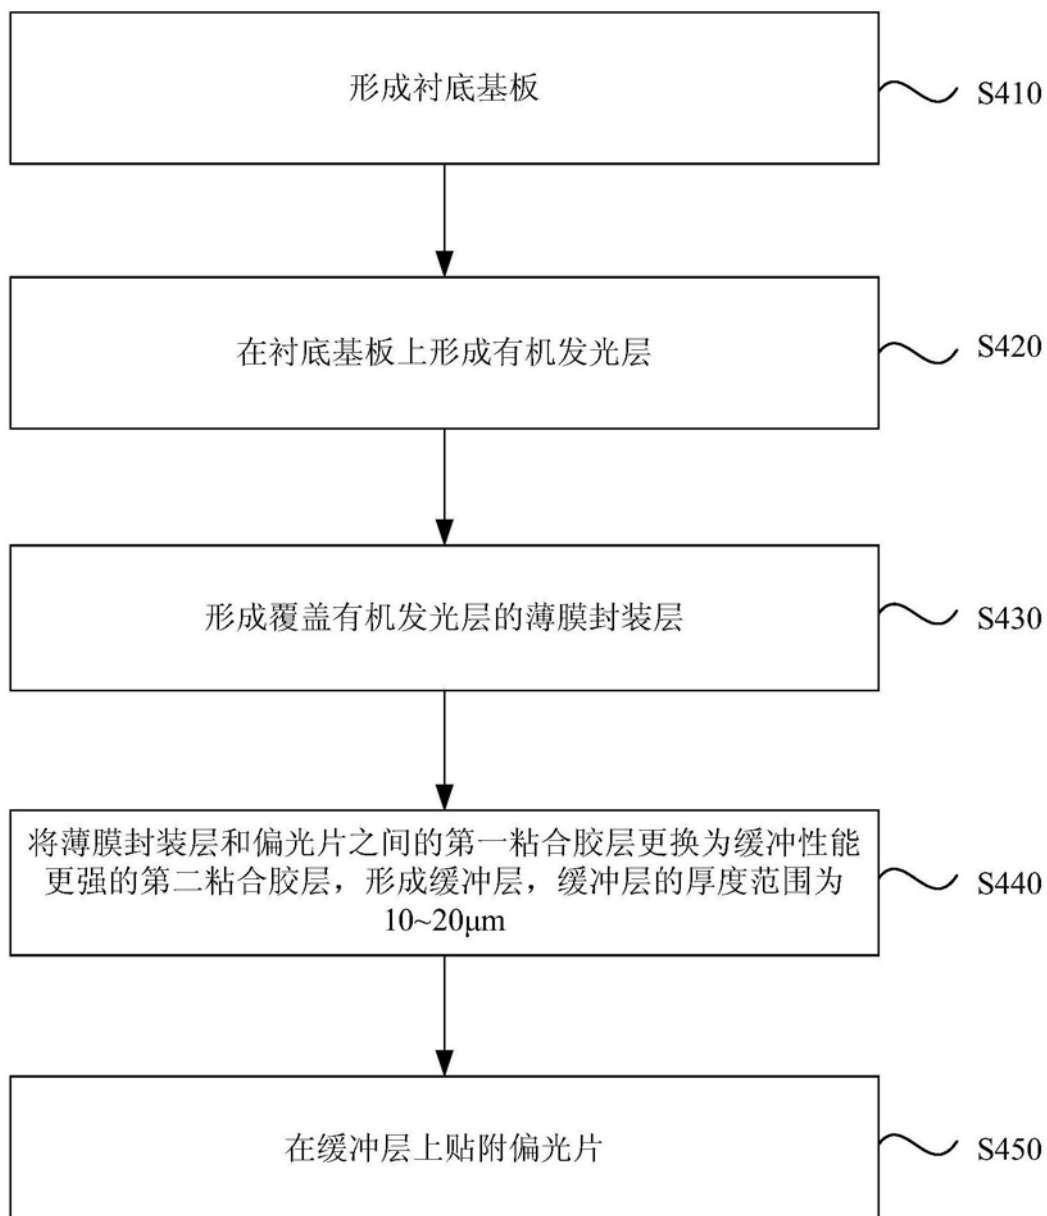 形成衬底基板
S410
在衬底基板上形成有机发光层
S420
形成覆盖有机发光层的薄膜封装层
S430
将薄膜封装层和偏光片之间的第一粘合胶层更换为缓冲性能
更强的第二粘合胶层，形成缓冲层，缓冲层的厚度范围为
10~20μm
S440
在缓冲层上贴附偏光片
S450